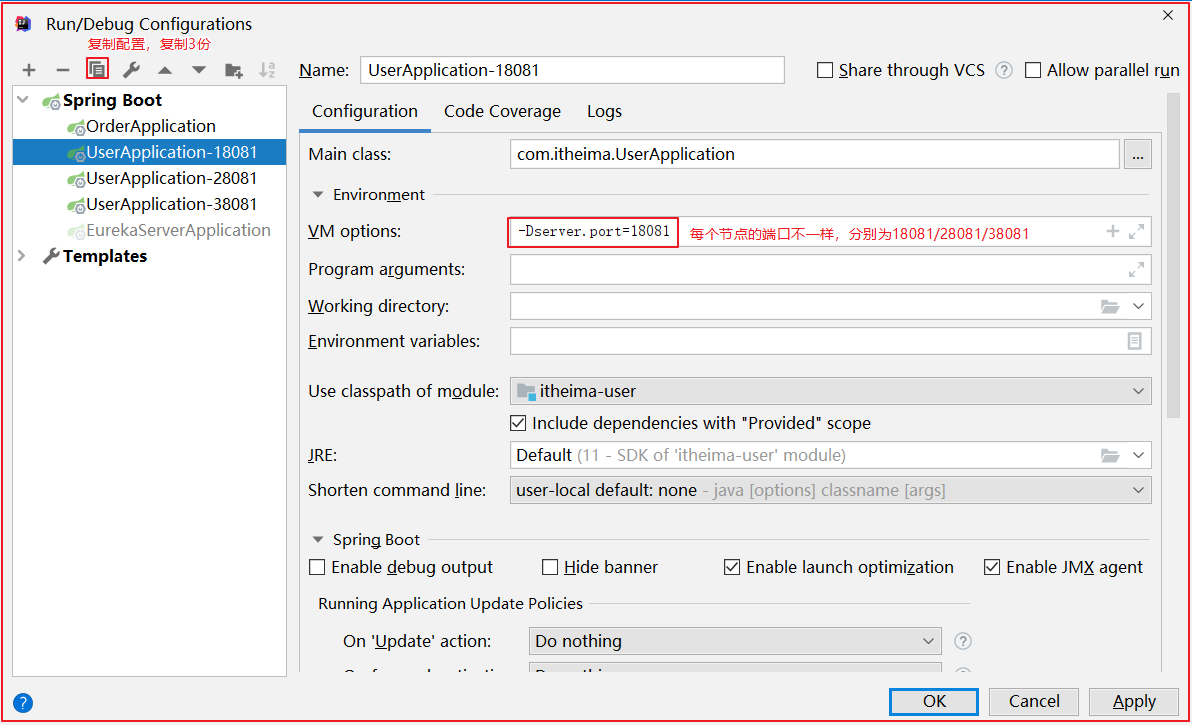 Run/Debug Configurations
复制配置，复制3份
Name: UserApplication-18081 Share through VCS ? Allow parallel run
Spring Boot
OrderApplication
UserApplication-18081
UserApplication-28081
UserApplication-38081
EurekaServerApplication
Templates
Configuration Code Coverage Logs
Main class: com.itheima.UserApplication ...
Environment
VM options: -Dserver.port=18081 每个节点的端口不一样，分别为18081/28081/38081
Program arguments:
Working directory:
Environment variables:
Use classpath of module: itheima-user
Include dependencies with "Provided" scope
JRE: Default (11 - SDK of 'itheima-user' module)
Shorten command line: user-local default: none - java [options] classname [args]
Spring Boot
Enable debug output Hide banner Enable launch optimization Enable JMX agent
Running Application Update Policies
On 'Update' action: Do nothing ?
? OK Cancel Apply